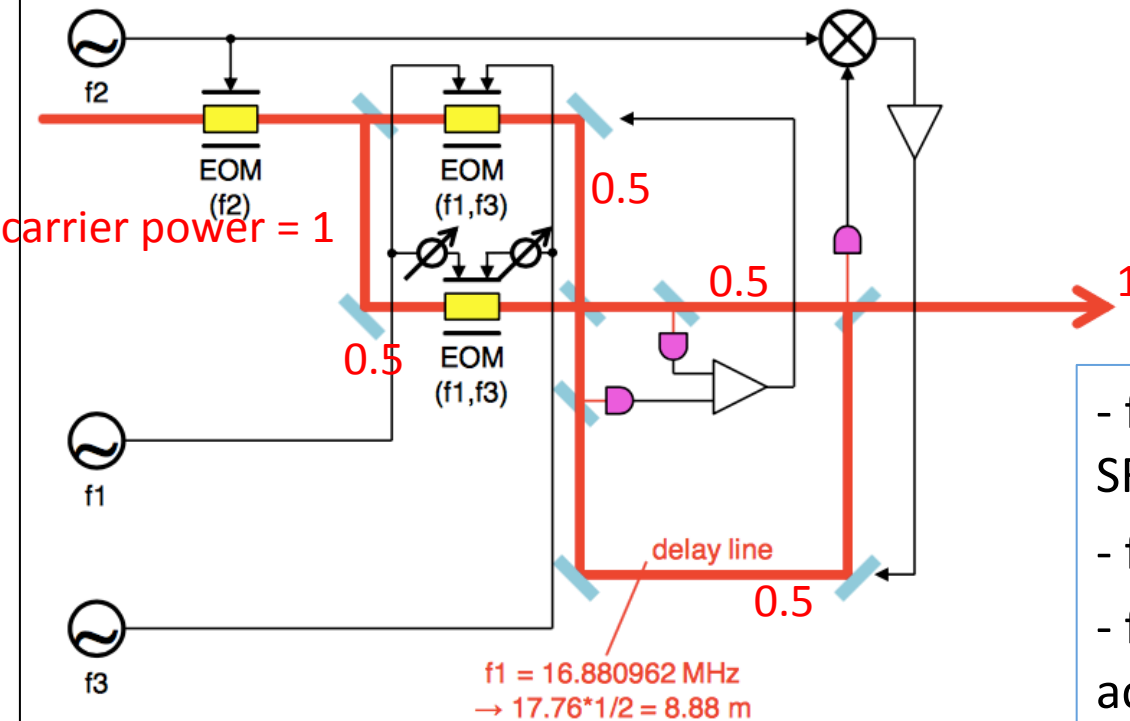 f2
EOM
(f2)
EOM
(f1,f3)
0.5
carrier power = 1
0.5
1
0.5
EOM
(f1,f3)
f1
delay line
0.5
f3
f1 = 16.880962 MHz
→ 17.76*1/2 = 8.88 m